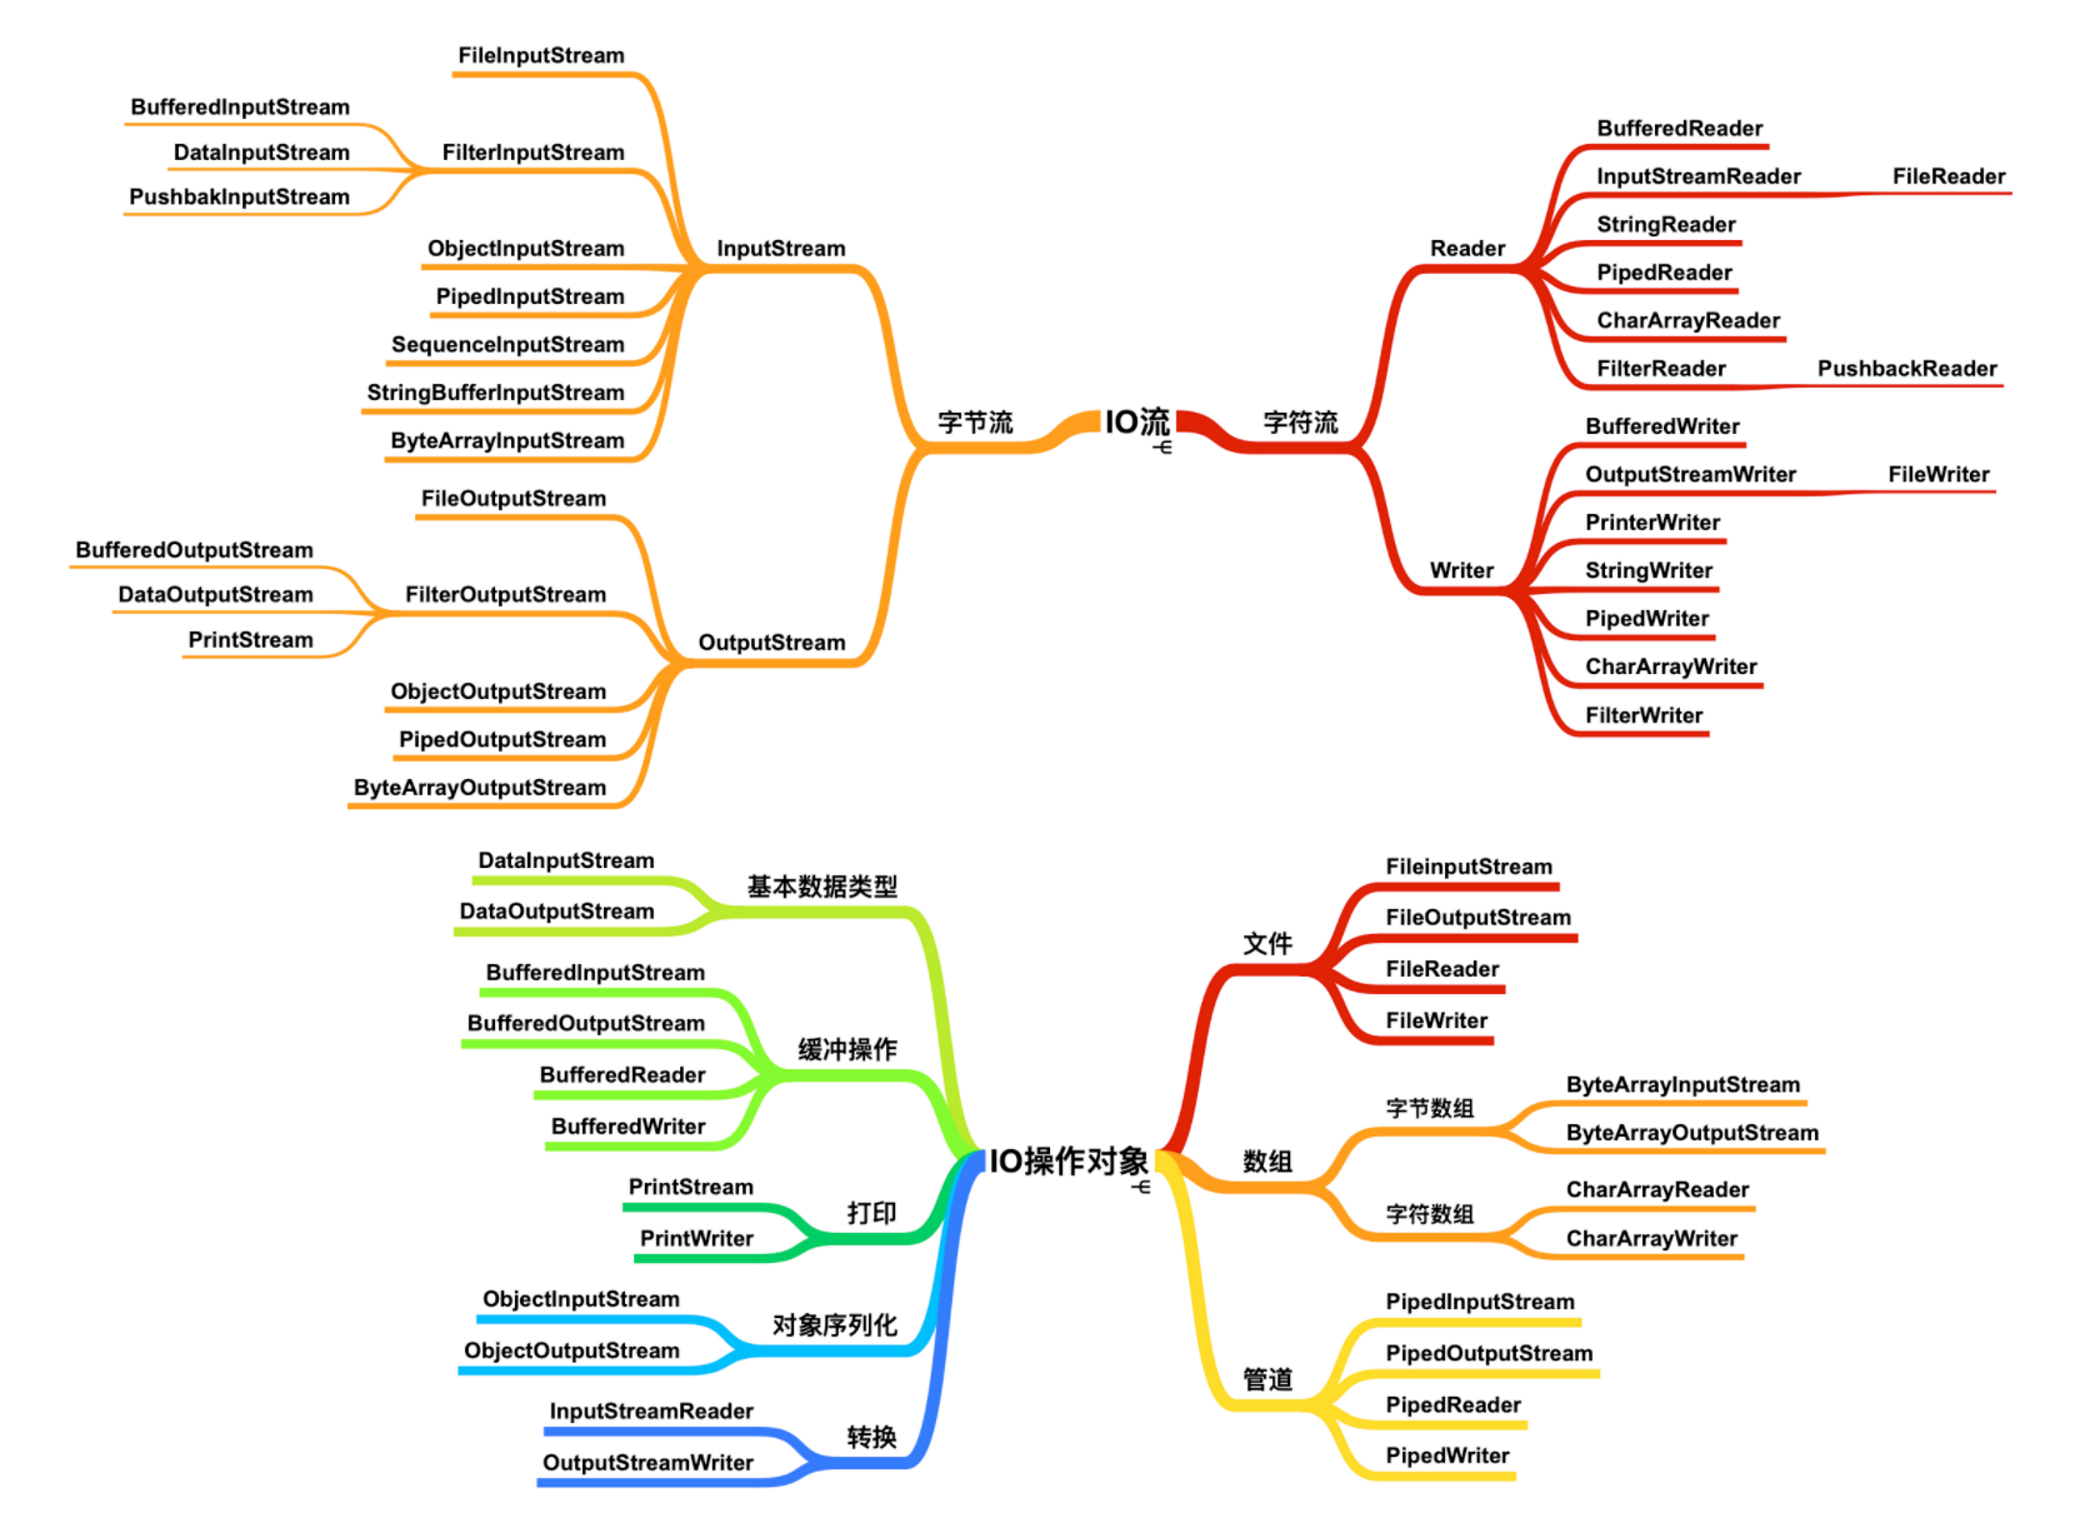 FileInputStream
BufferedInputStream
DataInputStream
PushbakInputStream
FilterInputStream
ObjectInputStream
PipedInputStream
SequenceInputStream
StringBufferInputStream
ByteArrayInputStream
InputStream
FileOutputStream
BufferedOutputStream
DataOutputStream
PrintStream
FilterOutputStream
ObjectOutputStream
PipedOutputStream
ByteArrayOutputStream
OutputStream
字节流
IO流
字符流
Reader
BufferedReader
InputStreamReader
FileReader
StringReader
PipedReader
CharArrayReader
FilterReader
PushbackReader
Writer
BufferedWriter
OutputStreamWriter
FileWriter
PrinterWriter
StringWriter
PipedWriter
CharArrayWriter
FilterWriter
DataInputStream
DataOutputStream
基本数据类型
BufferedInputStream
BufferedOutputStream
BufferedReader
BufferedWriter
缓冲操作
PrintStream
PrintWriter
打印
ObjectInputStream
ObjectOutputStream
对象序列化
InputStreamReader
OutputStreamWriter
转换
IO操作对象
文件
FileinputStream
FileOutputStream
FileReader
FileWriter
数组
字节数组
ByteArrayInputStream
ByteArrayOutputStream
字符数组
CharArrayReader
CharArrayWriter
管道
PipedInputStream
PipedOutputStream
PipedReader
PipedWriter